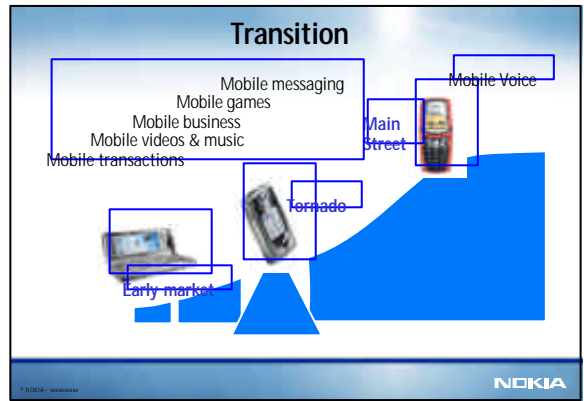 Transition
Mobile Voice
Mobile messaging
Mobile games
Mobile business
Mobile videos & music
Mobile transactions
Main
Street
Tornado
Early market
© NOKIA–
NOKIA